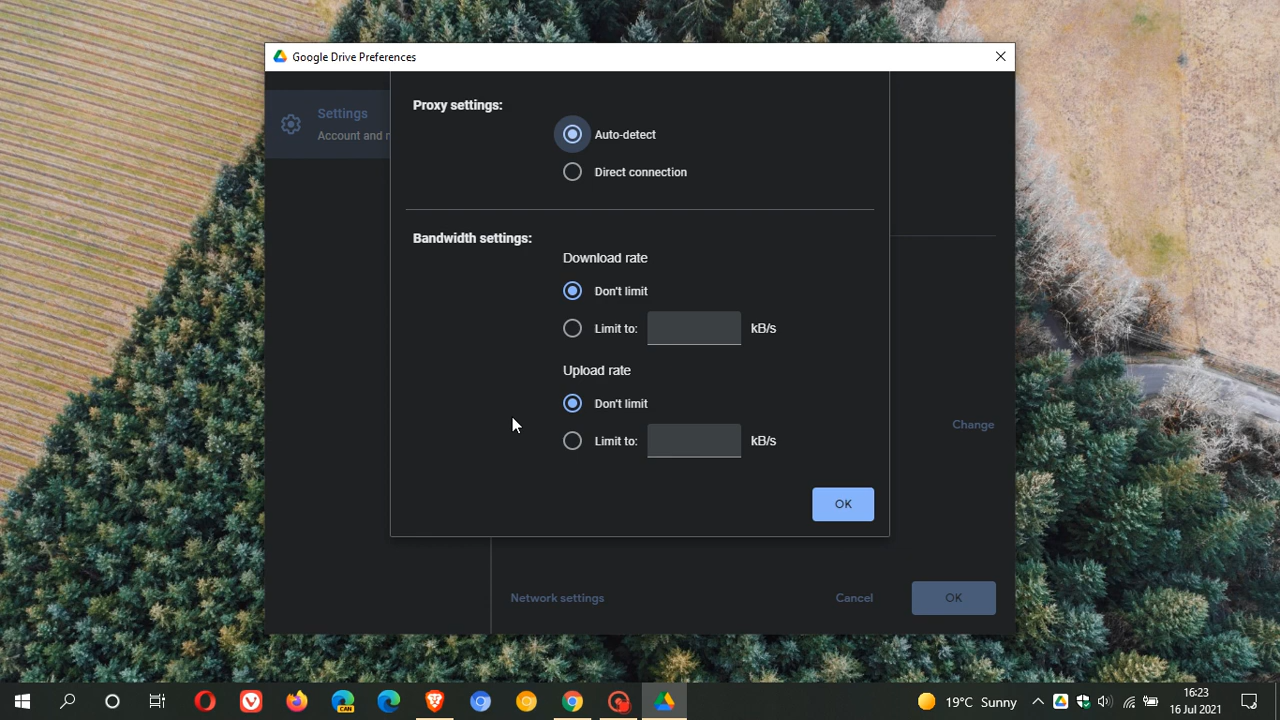 Google Drive Preferences
Settings
Account and
Proxy settings:
Auto-detect
Direct connection
Bandwidth settings:
Download rate
Don't limit
Limit to: kB/s
Upload rate
Don't limit
Limit to: kB/s
Change
OK
Network settings
Cancel
OK
CAN
19°C Sunny
16:23
16 Jul 2021